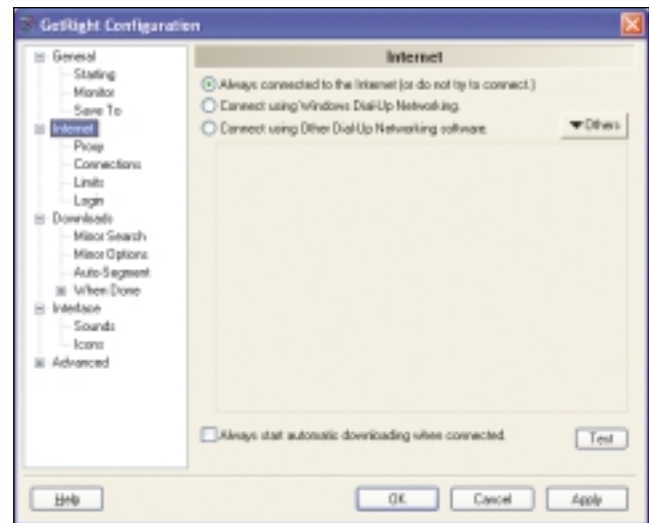 GetRight Configuration
General
Starting
Monitor
Save To
Internet
Proxy
Connections
Limits
Login
Downloads
Mirror Search
Mirror Options
Auto-Segment
When Done
Interface
Sounds
Icons
Advanced
Internet
Always connected to the Internet (or do not try to connect.)
Connect using Windows Dial-Up Networking.
Connect using Other Dial-Up Networking software.
Others
Always start automatic downloading when connected.
Test
Help
OK
Cancel
Apply